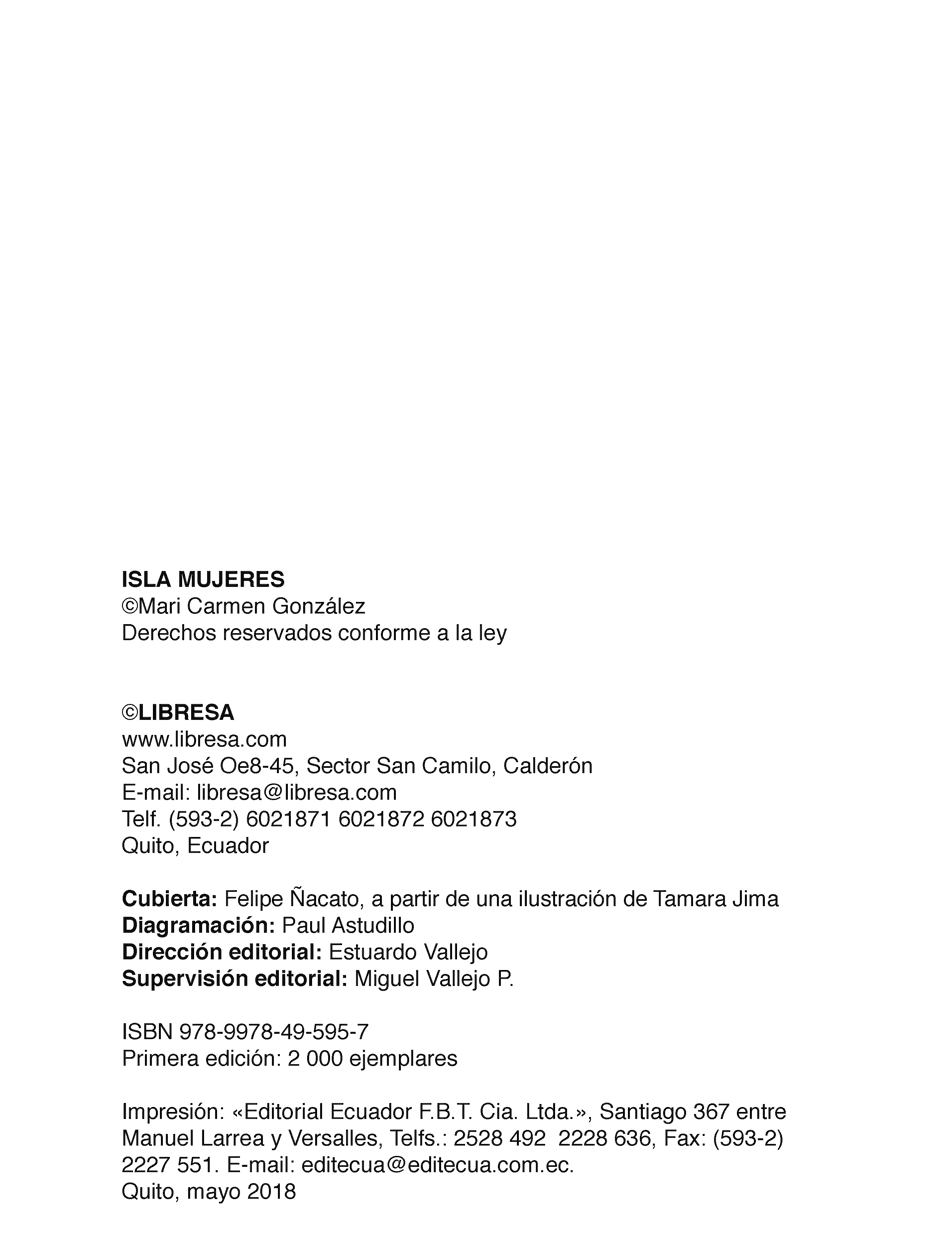 ISLA MUJERES
©Mari Carmen González
Derechos reservados conforme a la ley
©LIBRESA
www.libresa.com
San José Oe8-45, Sector San Camilo, Calderón
E-mail: libresa@libresa.com
Telf. (593-2) 6021871 6021872 6021873
Quito, Ecuador
Cubierta: Felipe Ñacato, a partir de una ilustración de Tamara Jima
Diagramación: Paul Astudillo
Dirección editorial: Estuardo Vallejo
Supervisión editorial: Miguel Vallejo P.
ISBN 978-9978-49-595-7
Primera edición: 2 000 ejemplares
Impresión: «Editorial Ecuador F.B.T. Cia. Ltda.», Santiago 367 entre
Manuel Larrea y Versalles, Telfs.: 2528 492  2228 636, Fax: (593-2)
2227 551. E-mail: editecua@editecua.com.ec.
Quito, mayo 2018